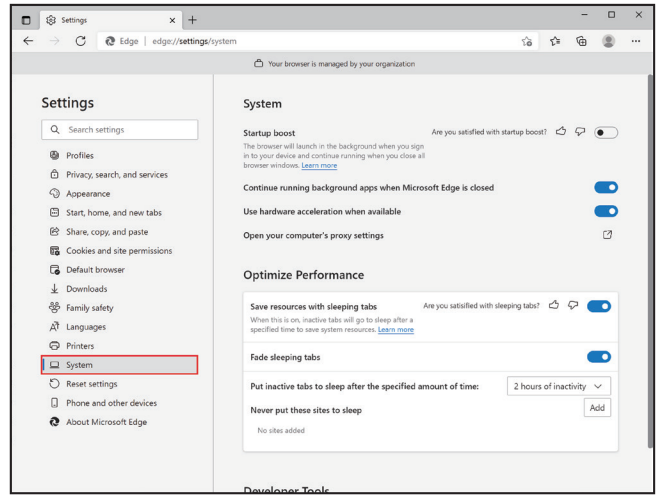 Settings
Edge | edge://settings/system
Your browser is managed by your organization
Settings
Search settings
Profiles
Privacy, search, and services
Appearance
Start, home, and new tabs
Share, copy, and paste
Cookies and site permissions
Default browser
Downloads
Family safety
Languages
Printers
System
Reset settings
Phone and other devices
About Microsoft Edge
System
Startup boost
Are you satisfied with startup boost?
The browser will launch in the background when you sign
in to your device and continue running when you close all
browser windows. Learn more
Continue running background apps when Microsoft Edge is closed
Use hardware acceleration when available
Open your computer's proxy settings
Optimize Performance
Save resources with sleeping tabs
Are you satisified with sleeping tabs?
When this is on, inactive tabs will go to sleep after a
specified time to save system resources. Learn more
Fade sleeping tabs
Put inactive tabs to sleep after the specified amount of time:
2 hours of inactivity
Never put these sites to sleep
Add
No sites added
Developer Tools